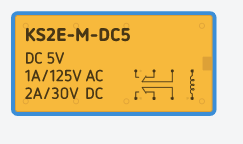 KS2E-M-DC5
DC 5V
1A/125V AC
2A/30V DC